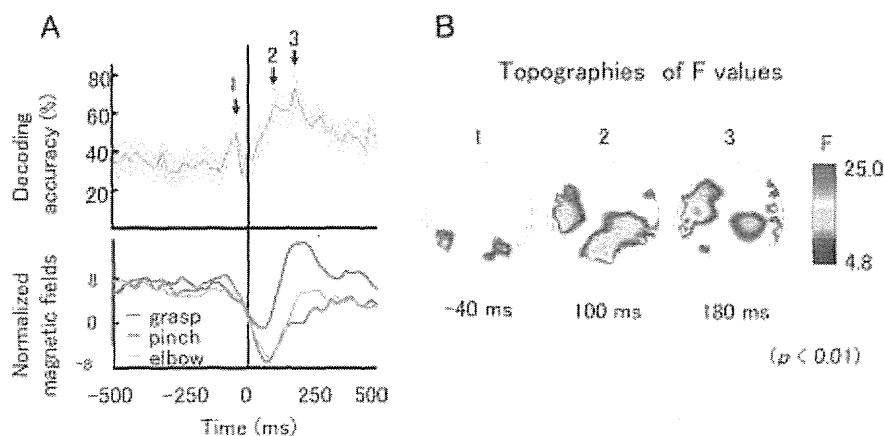 A
1
2
3
80
60
40
20
Decoding
accuracy (%)
Normalized
magnetic fields
8
0
-8
grasp
pinch
elbow
-500
-250
0
250
500
Time (ms)
B
Topographies of F values
1
2
3
F
25.0
4.8
-40 ms
100 ms
180 ms
(p < 0.01)